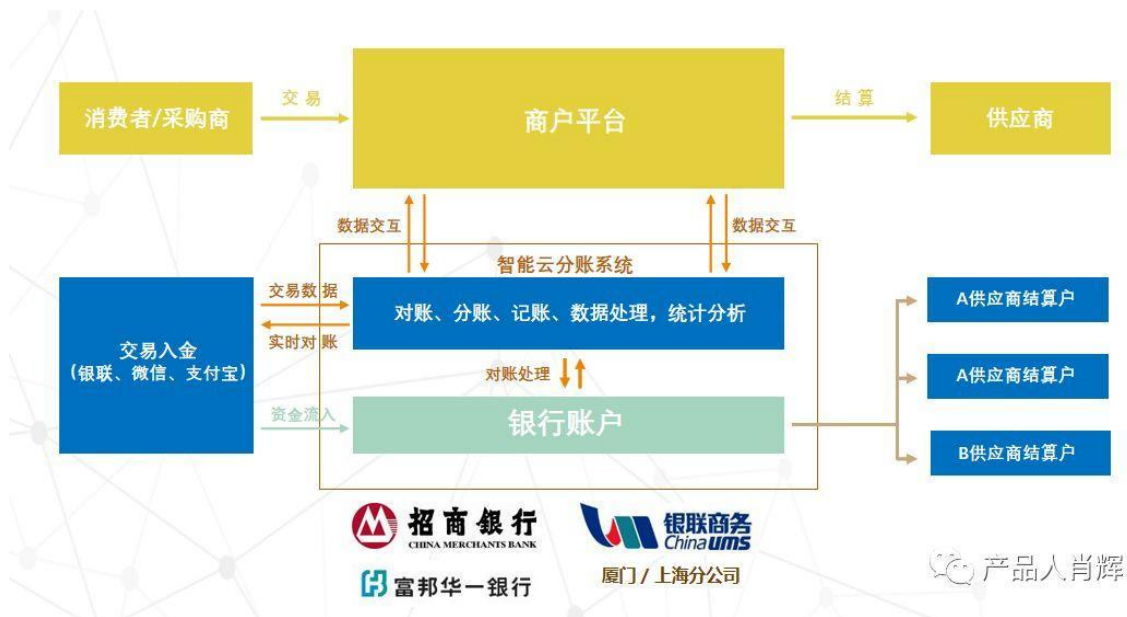 消费者/采购商
交易
商户平台
结算
供应商
数据交互
数据交互
智能云分账系统
交易入金
(银联、微信、支付宝)
交易数据
实时对账
对账、分账、记账、数据处理，统计分析
对账处理
资金流入
银行账户
A供应商结算户
A供应商结算户
B供应商结算户
招商银行
CHINA MERCHANTS BANK
银联商务
China ums
富邦华一银行
厦门 / 上海分公司
产品人肖辉